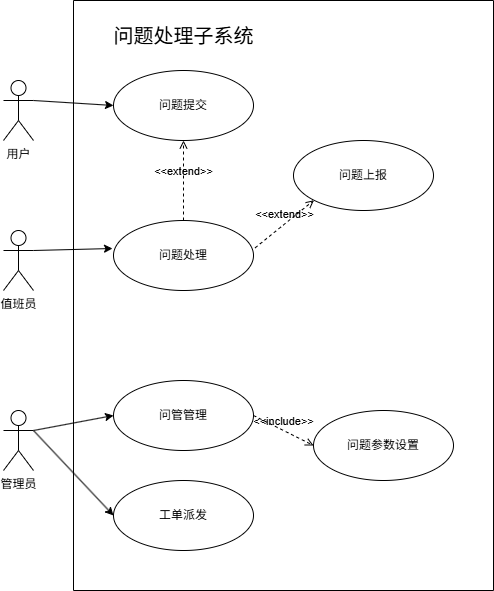 问题处理子系统
问题提交
用户
<<extend>>
问题上报
<<extend>>
问题处理
值班员
问管管理
<<include>>
问题参数设置
管理员
工单派发